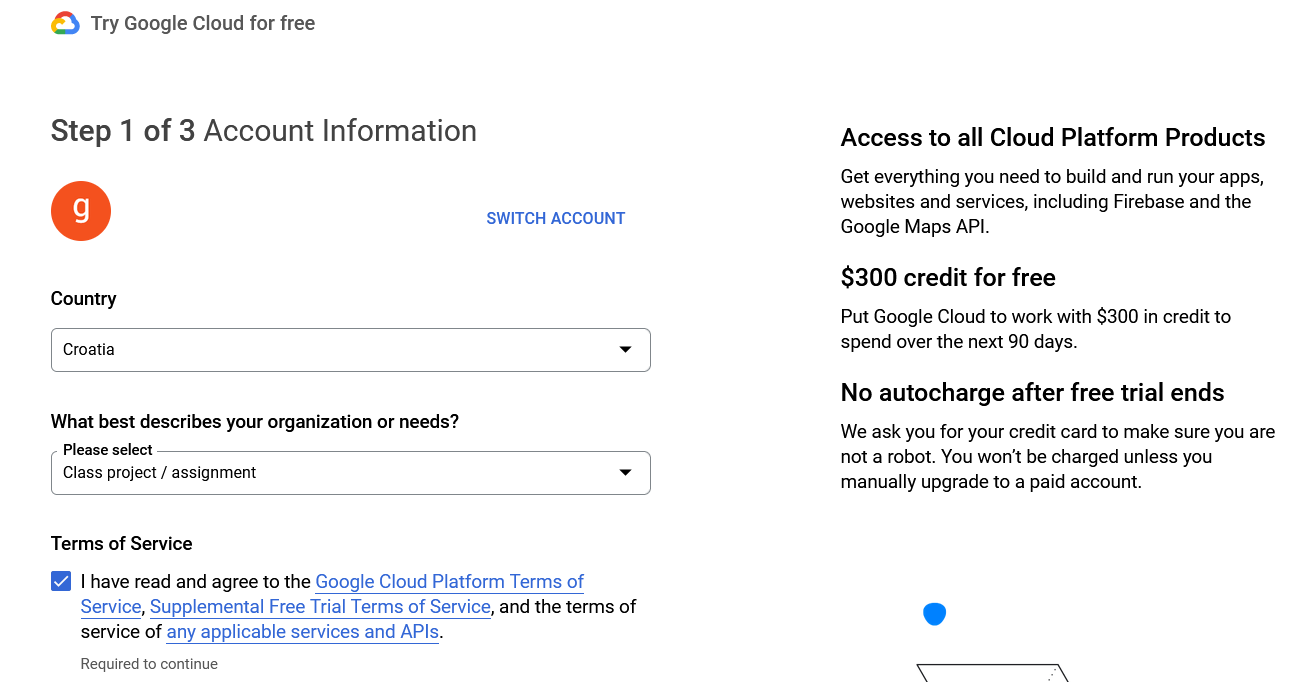 Try Google Cloud for free
Step 1 of 3 Account Information
g
SWITCH ACCOUNT
Country
Croatia
What best describes your organization or needs?
Please select
Class project / assignment
Terms of Service
I have read and agree to the Google Cloud Platform Terms of
Service, Supplemental Free Trial Terms of Service, and the terms of
service of any applicable services and APIs.
Required to continue
Access to all Cloud Platform Products
Get everything you need to build and run your apps,
websites and services, including Firebase and the
Google Maps API.
$300 credit for free
Put Google Cloud to work with $300 in credit to
spend over the next 90 days.
No autocharge after free trial ends
We ask you for your credit card to make sure you are
not a robot. You won’t be charged unless you
manually upgrade to a paid account.